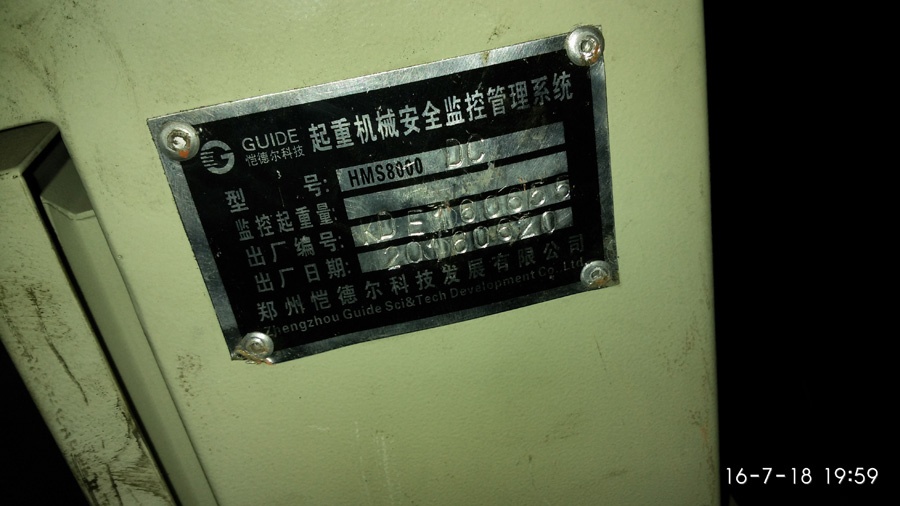 GUIDE
恺德尔科技
起重机械安全监控管理系统
型 号: HMS8000 DC
监控起重量:
出厂编号:
出厂日期: 20160620
郑州恺德尔科技发展有限公司
Zhengzhou Guide Sci&Tech Development Co. Ltd
16-7-18 19:59